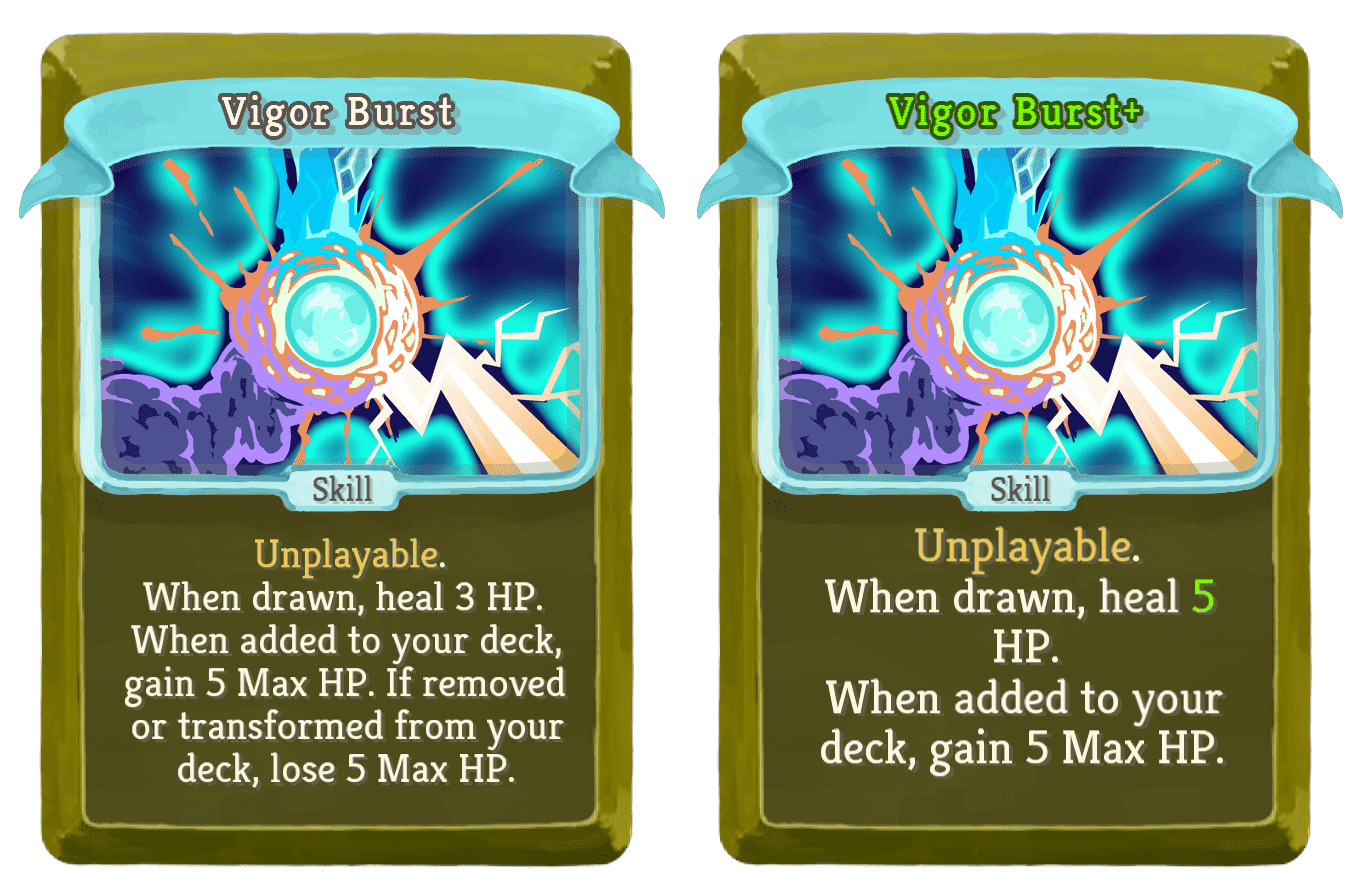 Vigor Burst
Skill
Unplayable.
When drawn, heal 3 HP.
When added to your deck,
gain 5 Max HP. If removed
or transformed from your
deck, lose 5 Max HP.
Vigor Burst+
Skill
Unplayable.
When drawn, heal 5
HP.
When added to your
deck, gain 5 Max HP.